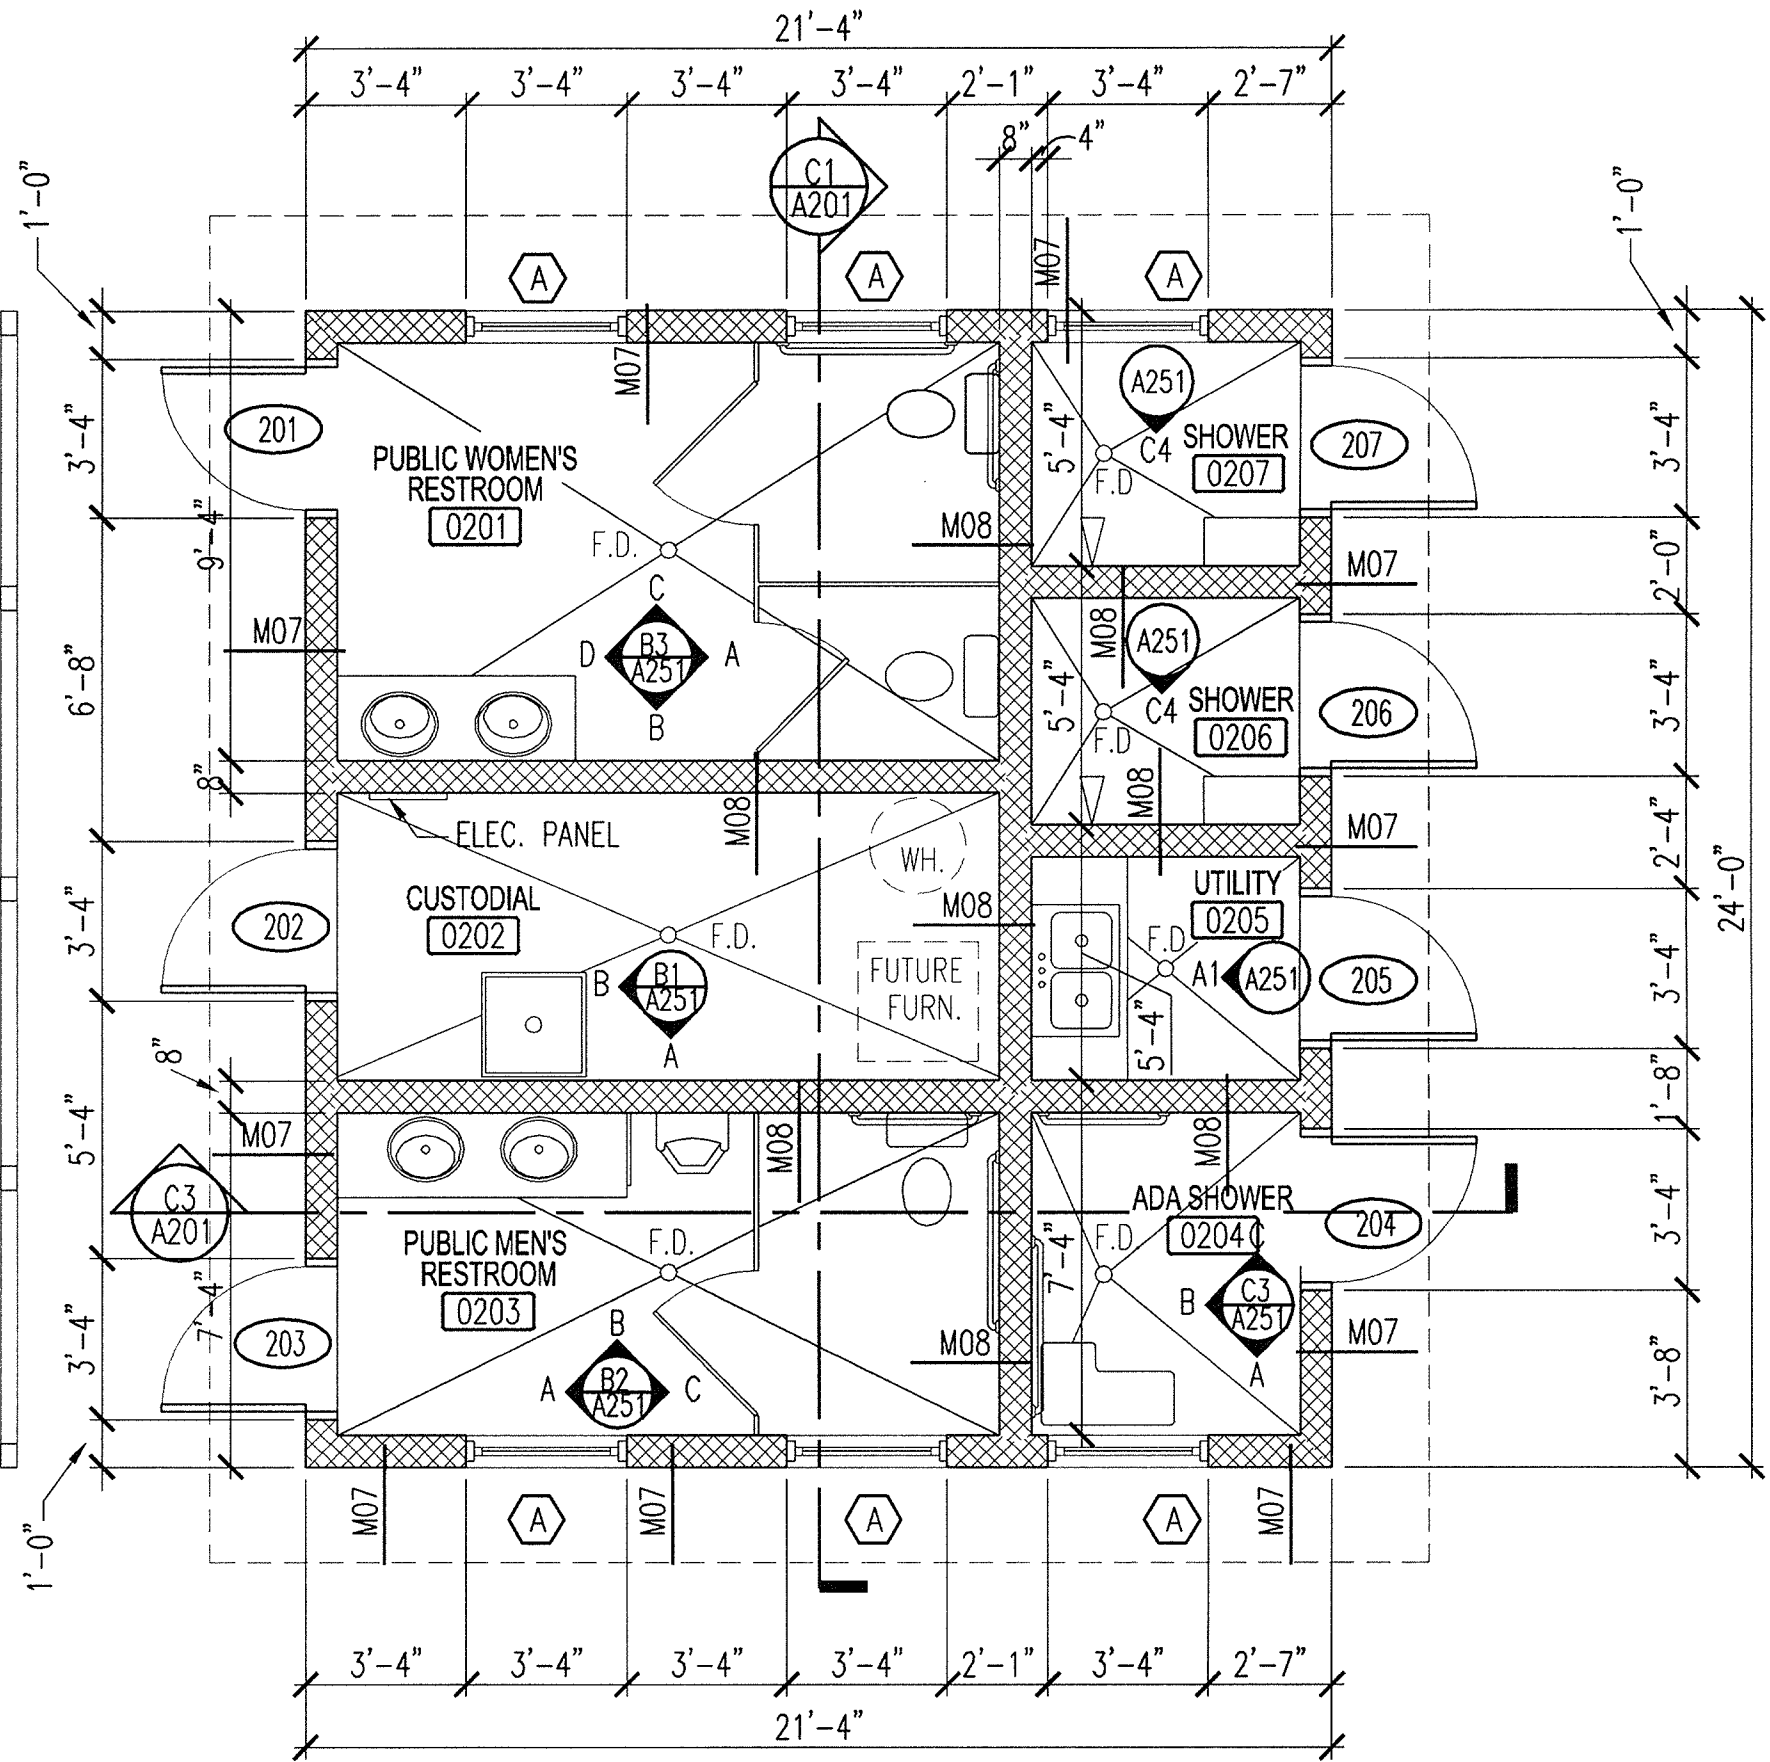 21'-4"
3'-4" 3'-4" 3'-4" 3'-4" 2'-1" 3'-4" 2'-7"
8" 4"
C1
A201
1'-0"
1'-0"
A A A
M07
M07
201
3'-4"
9'-4"
PUBLIC WOMEN'S
RESTROOM
0201
F.D.
C
D B3 A
A251
B
M07
M08
A251
C4
SHOWER
0207
F.D
5'-4"
207
3'-4"
M07
2'-0"
M08
A251
C4
SHOWER
0206
F.D
5'-4"
206
3'-4"
6'-8"
8"
M08
M08
M07
2'-4"
24'-0"
ELEC. PANEL
WH.
CUSTODIAL
0202
F.D.
202
3'-4"
B B1
A251
A
FUTURE
FURN.
M08
UTILITY
0205
F.D
A1 A251
5'-4"
205
3'-4"
8"
5'-4"
M07
M08
M08
1'-8"
C3
A201
ADA SHOWER
0204
F.D.
C
B C3
A251
A
7'-4"
204
3'-4"
M07
3'-8"
PUBLIC MEN'S
RESTROOM
0203
F.D.
203
3'-4"
7'-4"
B
A B2 C
A251
M08
1'-0"
M07 M07 M07
A A A
3'-4" 3'-4" 3'-4" 3'-4" 2'-1" 3'-4" 2'-7"
21'-4"